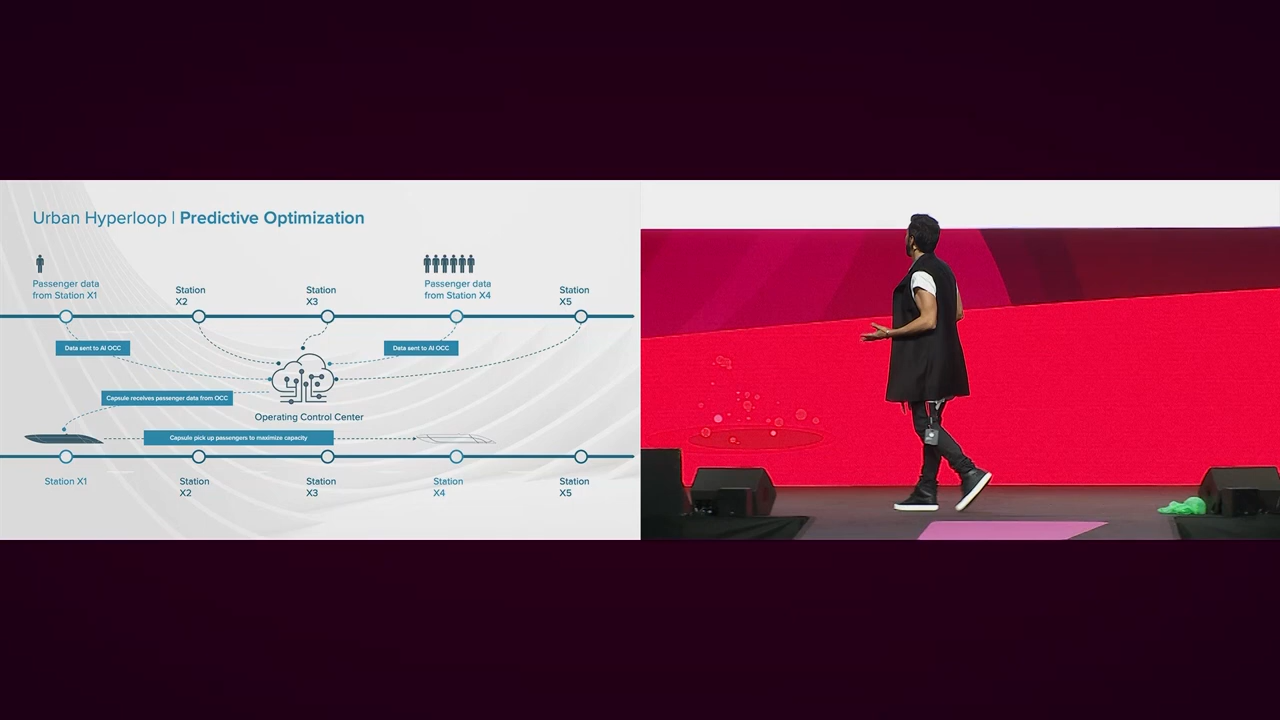 Urban Hyperloop | Predictive Optimization
Passenger data
from Station X1
Station
X2
Station
X3
Passenger data
from Station X4
Station
X5
Data sent to AI OCC
Data sent to AI OCC
Capsule receives passenger data from OCC
Operating Control Center
Capsule pick up passengers to maximize capacity
Station X1
Station
X2
Station
X3
Station
X4
Station
X5